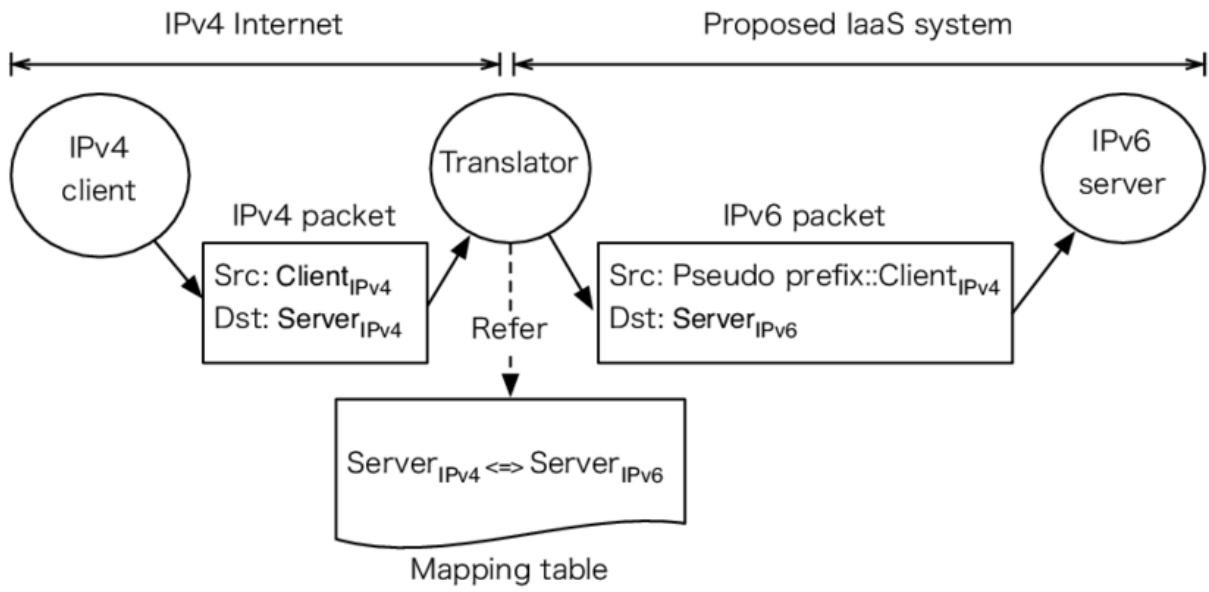 IPv4 Internet
Proposed IaaS system
IPv4
client
Translator
IPv6
server
IPv4 packet
Src: ClientIPv4
Dst: ServerIPv4
IPv6 packet
Src: Pseudo prefix::ClientIPv4
Dst: ServerIPv6
Refer
ServerIPv4 <=> ServerIPv6
Mapping table